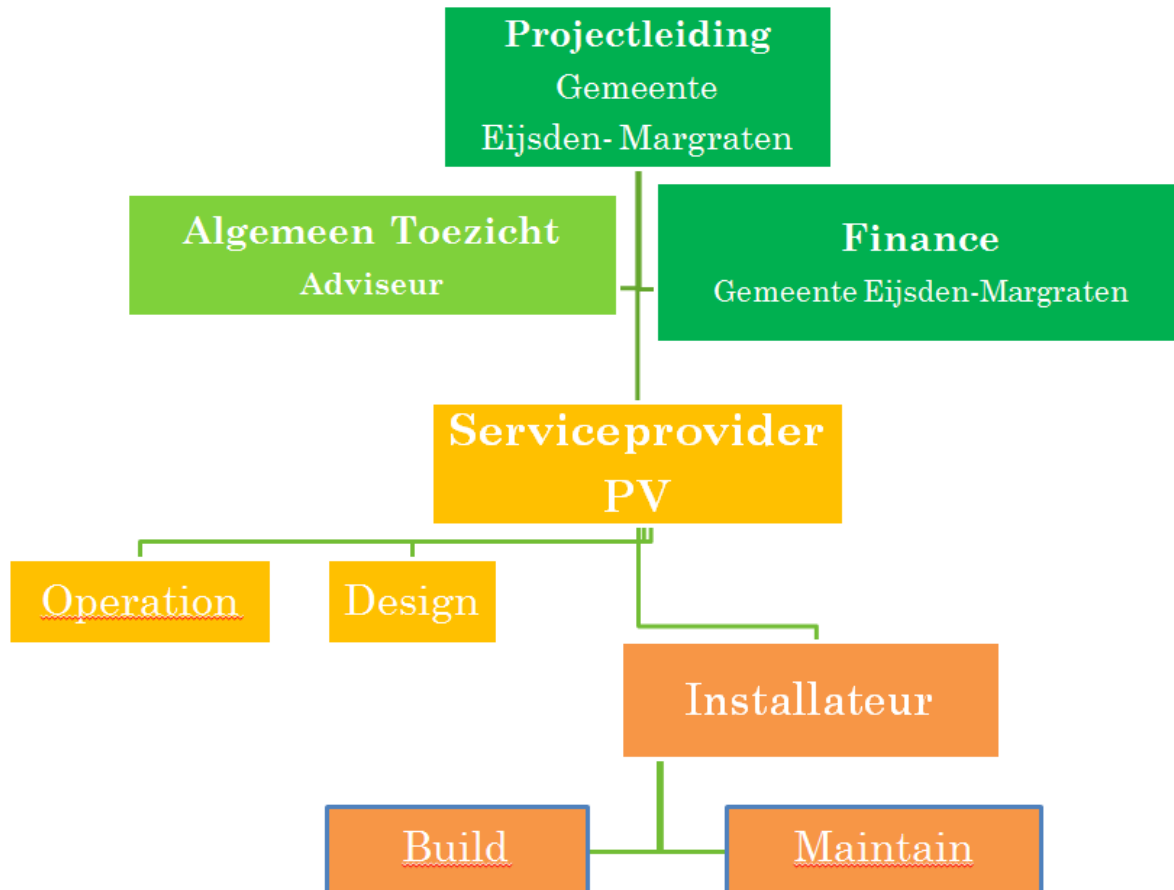 Projectleiding
Gemeente
Eijsden- Margraten
Algemeen Toezicht
Adviseur
Finance
Gemeente Eijsden-Margraten
Serviceprovider
PV
Operation
Design
Installateur
Build
Maintain